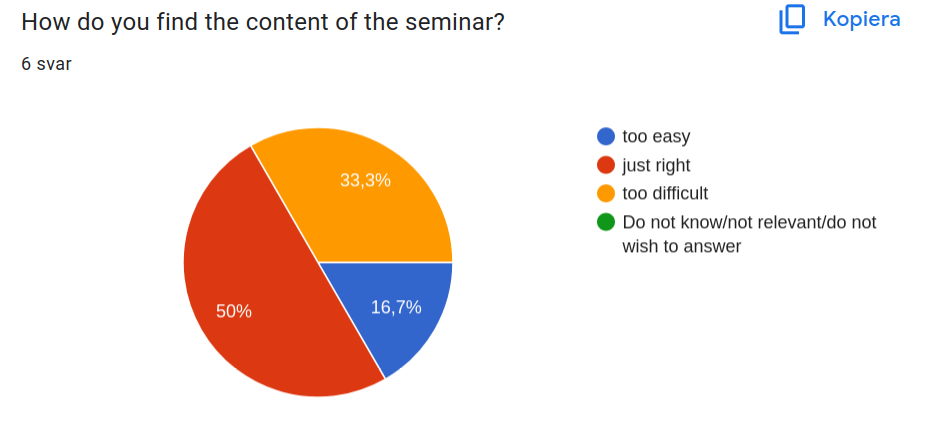 How do you find the content of the seminar?
Kopiera
6 svar
too easy
just right
too difficult
Do not know/not relevant/do not
wish to answer
33,3%
16,7%
50%